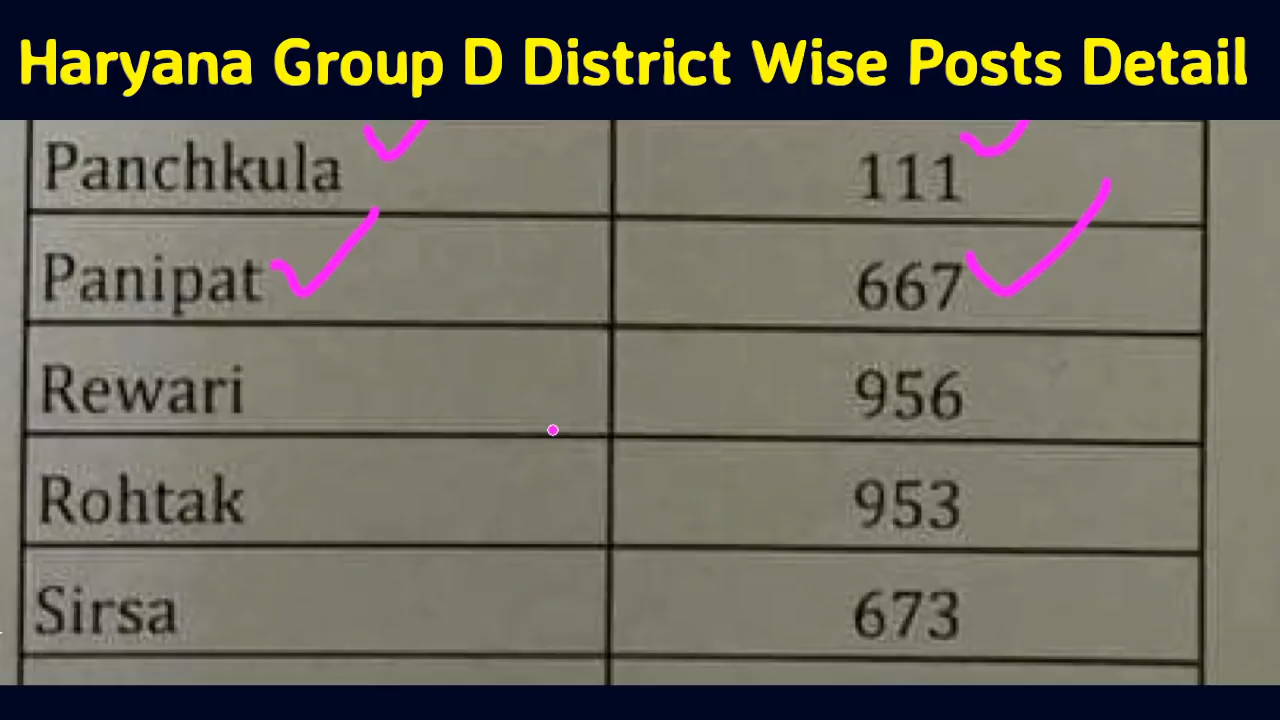 Haryana Group D District Wise Posts Detail
Panchkula 111
Panipat 667
Rewari 956
Rohtak 953
Sirsa 673